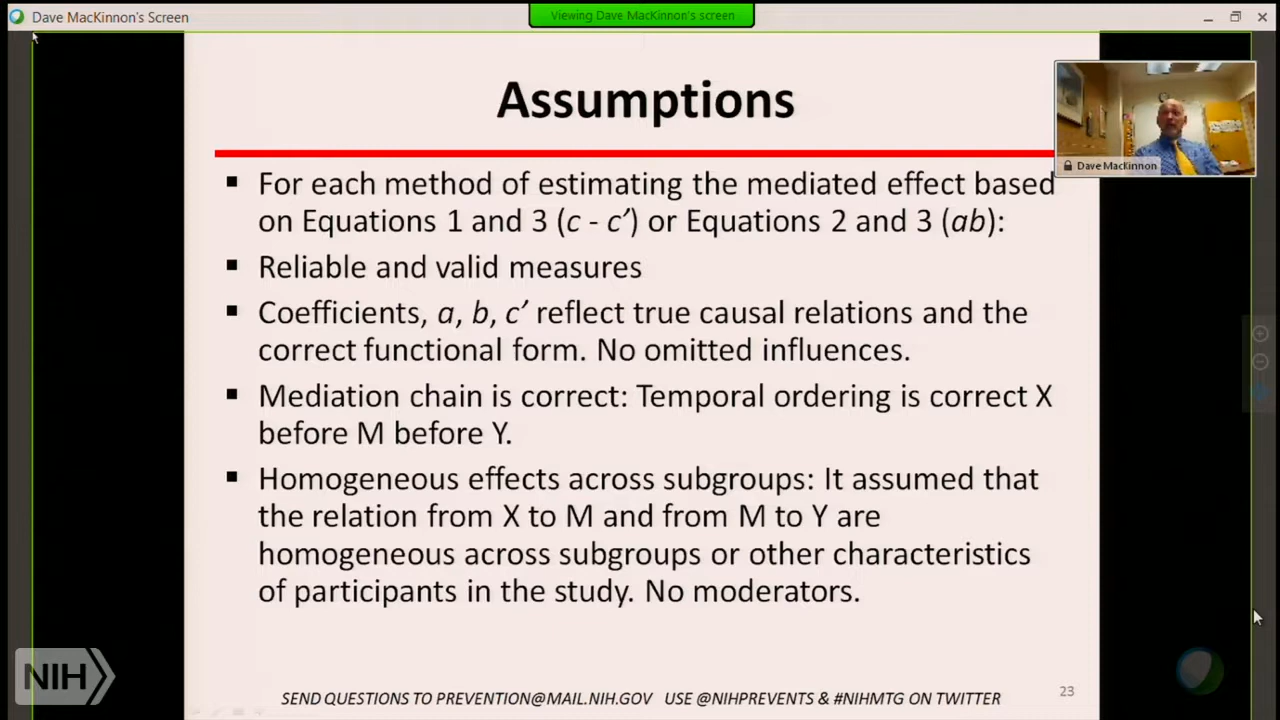 Dave MacKinnon's Screen
Viewing Dave MacKinnon's screen
Assumptions
Dave MacKinnon
▪ For each method of estimating the mediated effect based
on Equations 1 and 3 (c - c′) or Equations 2 and 3 (ab):
▪ Reliable and valid measures
▪ Coefficients, a, b, c′ reflect true causal relations and the
correct functional form. No omitted influences.
▪ Mediation chain is correct: Temporal ordering is correct X
before M before Y.
▪ Homogeneous effects across subgroups: It assumed that
the relation from X to M and from M to Y are
homogeneous across subgroups or other characteristics
of participants in the study. No moderators.
NIH
SEND QUESTIONS TO PREVENTION@MAIL.NIH.GOV USE @NIHPREVENTS & #NIHMTG ON TWITTER
23